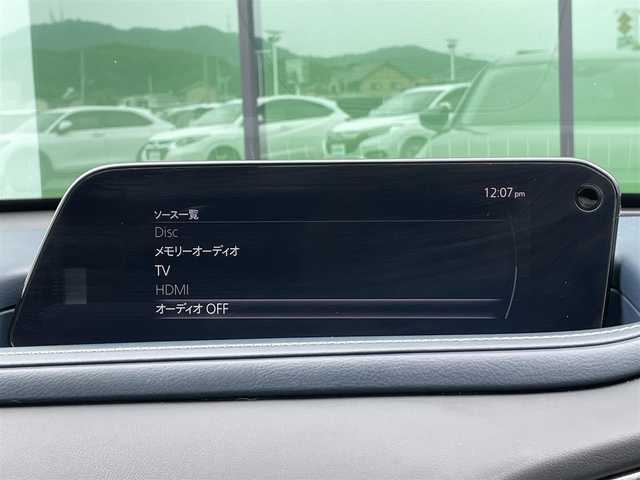 12:07 pm
ソース一覧
Disc
メモリーオーディオ
TV
HDMI
オーディオ OFF